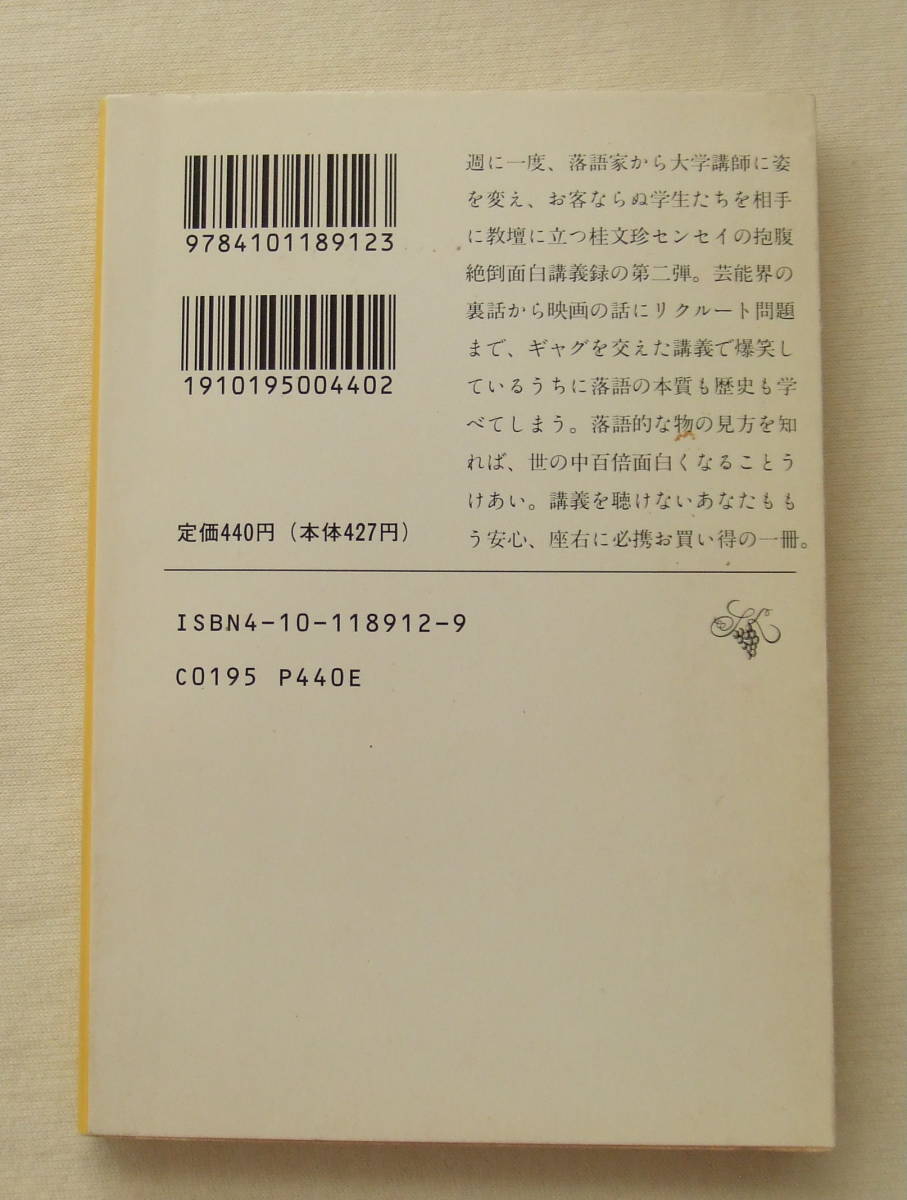 9784101189123
1910195004402
定価440円（本体427円）
週に一度、落語家から大学講師に姿
を変え、お客ならぬ学生たちを相手
に教壇に立つ桂文珍センセイの抱腹
絶倒面白講義録の第二弾。芸能界の
裏話から映画の話にリクルート問題
まで、ギャグを交えた講義で爆笑し
ているうちに落語の本質も歴史も学
べてしまう。落語的な物の見方を知
れば、世の中百倍面白くなることう
けあい。講義を聴けないあなたもも
う安心、座右に必携お買い得の一冊。
ISBN4-10-118912-9
C0195 P440E